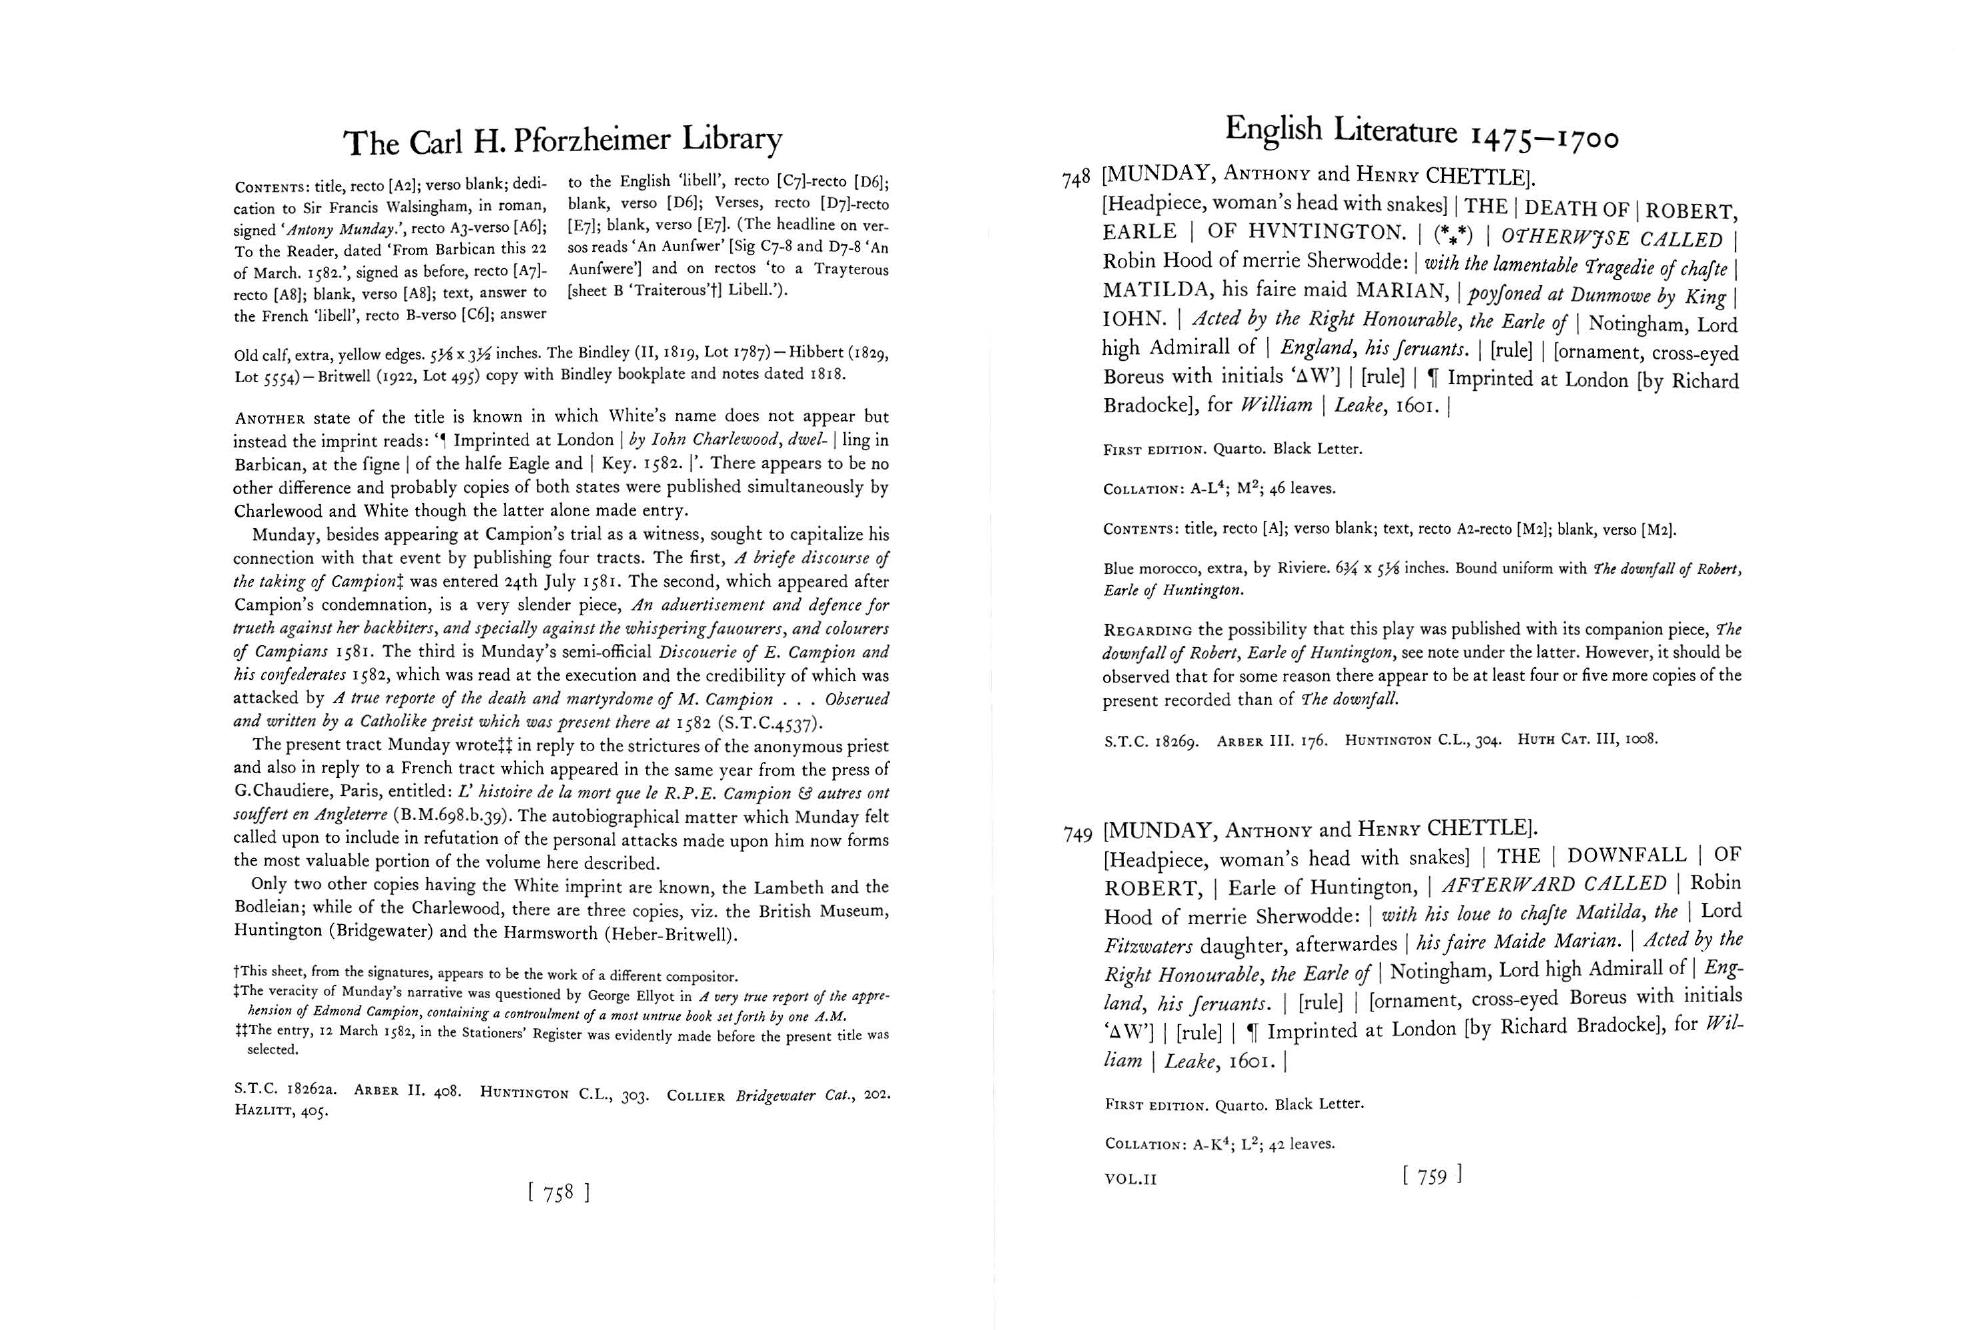 The Carl H. Pforzheimer Library
CONTENTS: title, recto [A2]; verso blank; dedi-
cation to Sir Francis Walsingham, in roman,
signed ‘Antony Munday.’, recto A3-verso [A6];
To the Reader, dated ‘From Barbican this 22
of March. 1582.’, signed as before, recto [A7]-
recto [A8]; blank, verso [A8]; text, answer to
the French ‘libell’, recto B-verso [C6]; answer
to the English ‘libell’, recto [C7]-recto [D6];
blank, verso [D6]; Verses, recto [D7]-recto
[E7]; blank, verso [E7]. (The headline on ver-
sos reads ‘An Aunſwer’ [Sig C7-8 and D7-8 ‘An
Aunſwere’] and on rectos ‘to a Trayterous
[sheet B ‘Traiterous’†] Libell.’).
Old calf, extra, yellow edges. 5⅛ x 3½ inches. The Bindley (II, 1819, Lot 1787)—Hibbert (1829,
Lot 5554)—Britwell (1922, Lot 495) copy with Bindley bookplate and notes dated 1818.
ANOTHER state of the title is known in which White’s name does not appear but
instead the imprint reads: ‘¶ Imprinted at London | by Iohn Charlewood, dwel- | ling in
Barbican, at the ſigne | of the halfe Eagle and | Key. 1582. |’. There appears to be no
other difference and probably copies of both states were published simultaneously by
Charlewood and White though the latter alone made entry.
Munday, besides appearing at Campion’s trial as a witness, sought to capitalize his
connection with that event by publishing four tracts. The first, A briefe discourse of
the taking of Campion‡ was entered 24th July 1581. The second, which appeared after
Campion’s condemnation, is a very slender piece, An aduertisement and defence for
trueth against her backbiters, and specially against the whispering fauourers, and colourers
of Campians 1581. The third is Munday’s semi-official Discouerie of E. Campion and
his confederates 1582, which was read at the execution and the credibility of which was
attacked by A true reporte of the death and martyrdome of M. Campion . . . Obserued
and written by a Catholike preist which was present there at 1582 (S.T.C.4537).
The present tract Munday wrote‡‡ in reply to the strictures of the anonymous priest
and also in reply to a French tract which appeared in the same year from the press of
G.Chaudiere, Paris, entitled: L’ histoire de la mort que le R.P.E. Campion & autres ont
souffert en Angleterre (B.M.698.b.39). The autobiographical matter which Munday felt
called upon to include in refutation of the personal attacks made upon him now forms
the most valuable portion of the volume here described.
Only two other copies having the White imprint are known, the Lambeth and the
Bodleian; while of the Charlewood, there are three copies, viz. the British Museum,
Huntington (Bridgewater) and the Harmsworth (Heber-Britwell).
†This sheet, from the signatures, appears to be the work of a different compositor.
‡The veracity of Munday’s narrative was questioned by George Ellyot in A very true report of the appre-
hension of Edmond Campion, containing a controulment of a most untrue book set forth by one A.M.
‡‡The entry, 12 March 1582, in the Stationers’ Register was evidently made before the present title was
selected.
S.T.C. 18262a. ARBER II. 408. HUNTINGTON C.L., 303. COLLIER Bridgewater Cat., 202.
HAZLITT, 405.
[ 758 ]
English Literature 1475–1700
748 [MUNDAY, ANTHONY and HENRY CHETTLE].
[Headpiece, woman’s head with snakes] | THE | DEATH OF | ROBERT,
EARLE | OF HVNTINGTON. | (*⁎*) | OTHERWISE CALLED |
Robin Hood of merrie Sherwodde: | with the lamentable Tragedie of chaſte |
MATILDA, his faire maid MARIAN, | poyſoned at Dunmowe by King |
IOHN. | Acted by the Right Honourable, the Earle of | Notingham, Lord
high Admirall of | England, his ſeruants. | [rule] | [ornament, cross-eyed
Boreus with initials ‘ΔW’] | [rule] | ¶ Imprinted at London [by Richard
Bradocke], for William | Leake, 1601. |
FIRST EDITION. Quarto. Black Letter.
COLLATION: A-L⁴; M²; 46 leaves.
CONTENTS: title, recto [A]; verso blank; text, recto A2-recto [M2]; blank, verso [M2].
Blue morocco, extra, by Riviere. 6¾ x 5⅛ inches. Bound uniform with The downfall of Robert,
Earle of Huntington.
REGARDING the possibility that this play was published with its companion piece, The
downfall of Robert, Earle of Huntington, see note under the latter. However, it should be
observed that for some reason there appear to be at least four or five more copies of the
present recorded than of The downfall.
S.T.C. 18269. ARBER III. 176. HUNTINGTON C.L., 304. HUTH CAT. III, 1008.
749 [MUNDAY, ANTHONY and HENRY CHETTLE].
[Headpiece, woman’s head with snakes] | THE | DOWNFALL | OF
ROBERT, | Earle of Huntington, | AFTERWARD CALLED | Robin
Hood of merrie Sherwodde: | with his loue to chaſte Matilda, the | Lord
Fitzwaters daughter, afterwardes | his faire Maide Marian. | Acted by the
Right Honourable, the Earle of | Notingham, Lord high Admirall of | Eng-
land, his ſeruants. | [rule] | [ornament, cross-eyed Boreus with initials
‘ΔW’] | [rule] | ¶ Imprinted at London [by Richard Bradocke], for Wil-
liam | Leake, 1601. |
FIRST EDITION. Quarto. Black Letter.
COLLATION: A-K⁴; L²; 42 leaves.
VOL.II
[ 759 ]